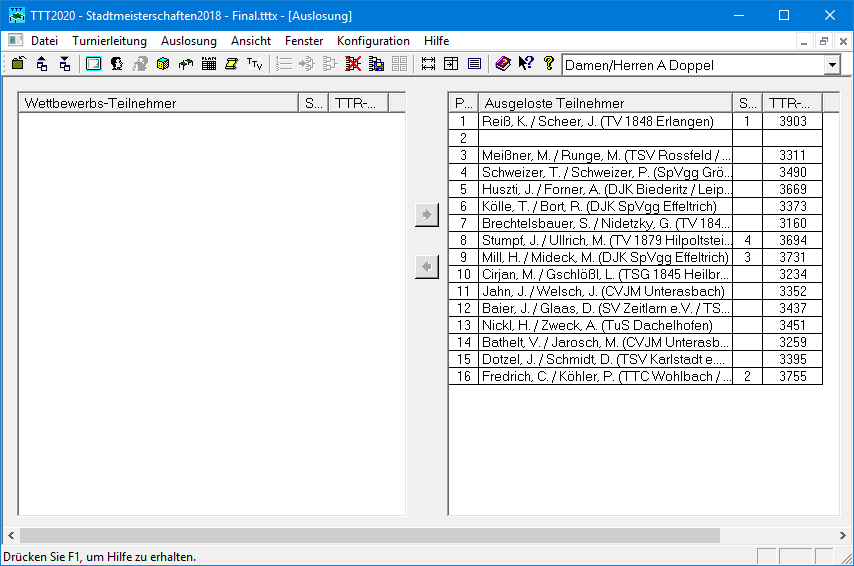 TTT2020 - Stadtmeisterschaften2018 - Final.tttx - [Auslosung]
Datei Turnierleitung Auslosung Ansicht Fenster Konfiguration Hilfe
Damen/Herren A Doppel
Wettbewerbs-Teilnehmer S... TTR-...
P... Ausgeloste Teilnehmer S... TTR-...
1 Reiß, K. / Scheer, J. (TV 1848 Erlangen) 1 3903
2
3 Meißner, M. / Runge, M. (TSV Rossfeld / ... 3311
4 Schweizer, T. / Schweizer, P. (SpVgg Grö... 3490
5 Huszti, J. / Forner, A. (DJK Biederitz / Leip... 3669
6 Kölle, T. / Bort, R. (DJK SpVgg Effeltrich) 3373
7 Brechtelsbauer, S. / Nidetzky, G. (TV 184... 3160
8 Stumpf, J. / Ullrich, M. (TV 1879 Hilpoltstei... 4 3694
9 Mill, H. / Mideck, M. (DJK SpVgg Effeltrich) 3 3731
10 Cirjan, M. / Gschlößl, L. (TSG 1845 Heilbr... 3234
11 Jahn, J. / Welsch, J. (CVJM Unterasbach) 3352
12 Baier, J. / Glaas, D. (SV Zeitlarn e.V. / TS... 3437
13 Nickl, H. / Zweck, A. (TuS Dachelhofen) 3451
14 Bathelt, V. / Jarosch, M. (CVJM Unterasb... 3259
15 Dotzel, J. / Schmidt, D. (TSV Karlstadt e.... 3395
16 Fredrich, C. / Köhler, P. (TTC Wohlbach / ... 2 3755
Drücken Sie F1, um Hilfe zu erhalten.